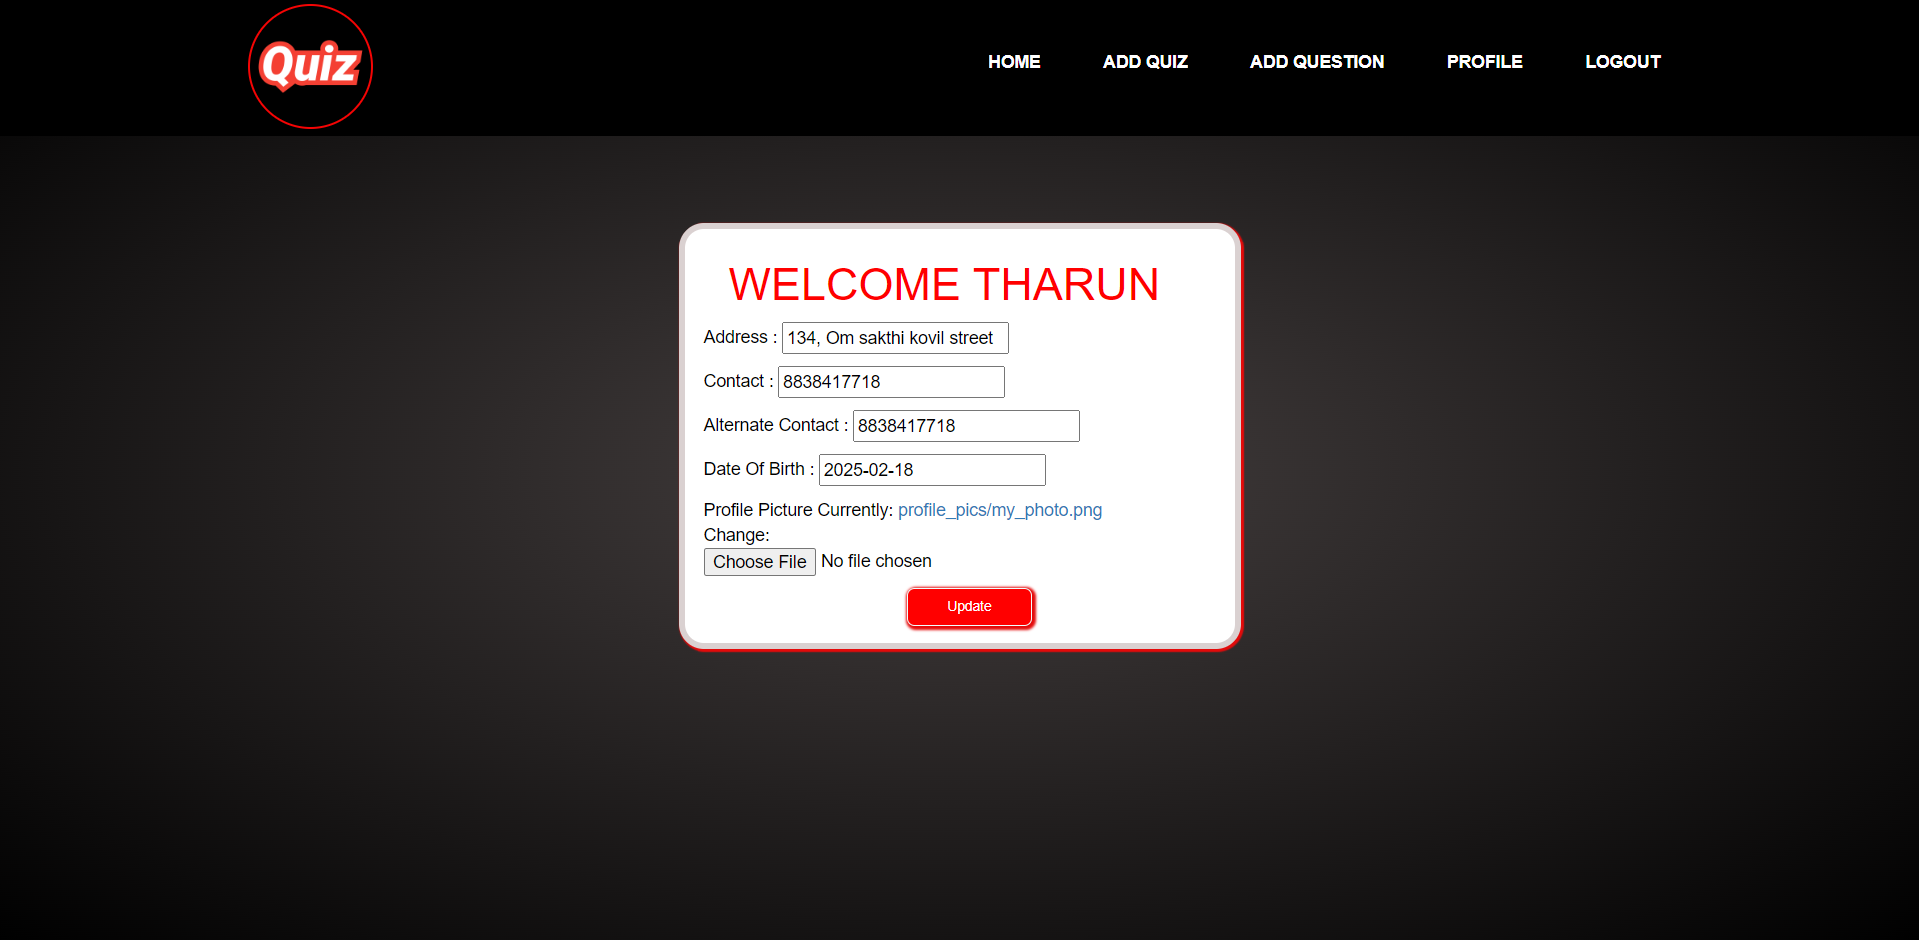 Quiz
HOME ADD QUIZ ADD QUESTION PROFILE LOGOUT
WELCOME THARUN
Address : 134, Om sakthi kovil street
Contact : 8838417718
Alternate Contact : 8838417718
Date Of Birth : 2025-02-18
Profile Picture Currently: profile_pics/my_photo.png
Change:
Choose File No file chosen
Update